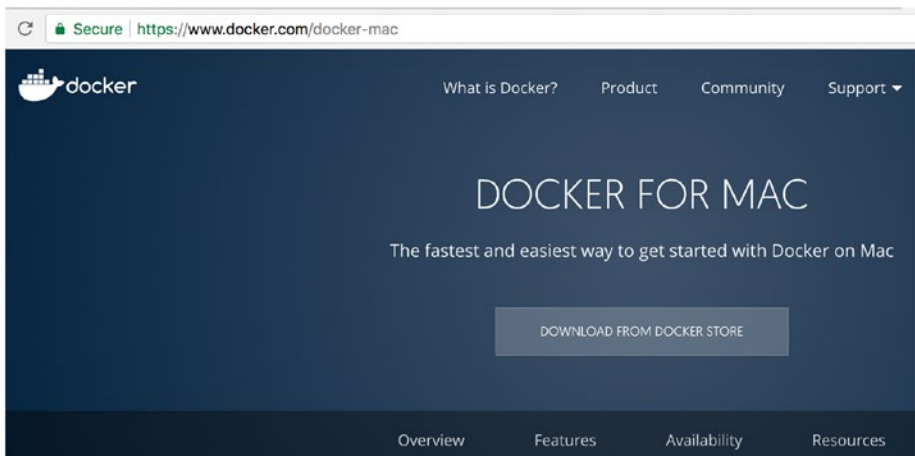 Secure | https://www.docker.com/docker-mac
docker
What is Docker? Product Community Support
DOCKER FOR MAC
The fastest and easiest way to get started with Docker on Mac
DOWNLOAD FROM DOCKER STORE
Overview Features Availability Resources